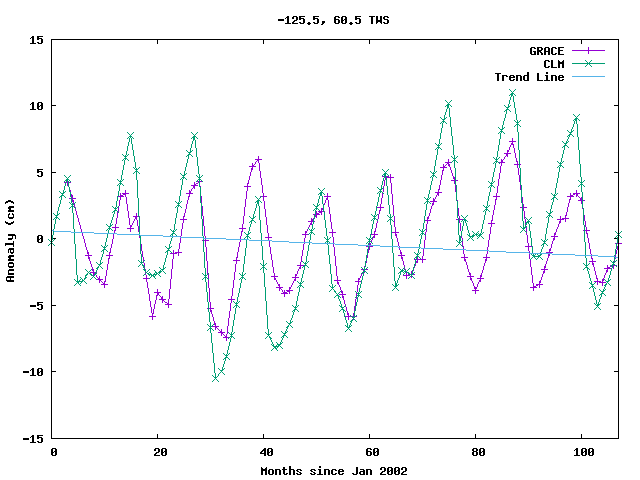 -125.5, 60.5 TWS
GRACE
CLM
Trend Line
15
10
5
0
-5
-10
-15
Anomaly (cm)
0 20 40 60 80 100
Months since Jan 2002